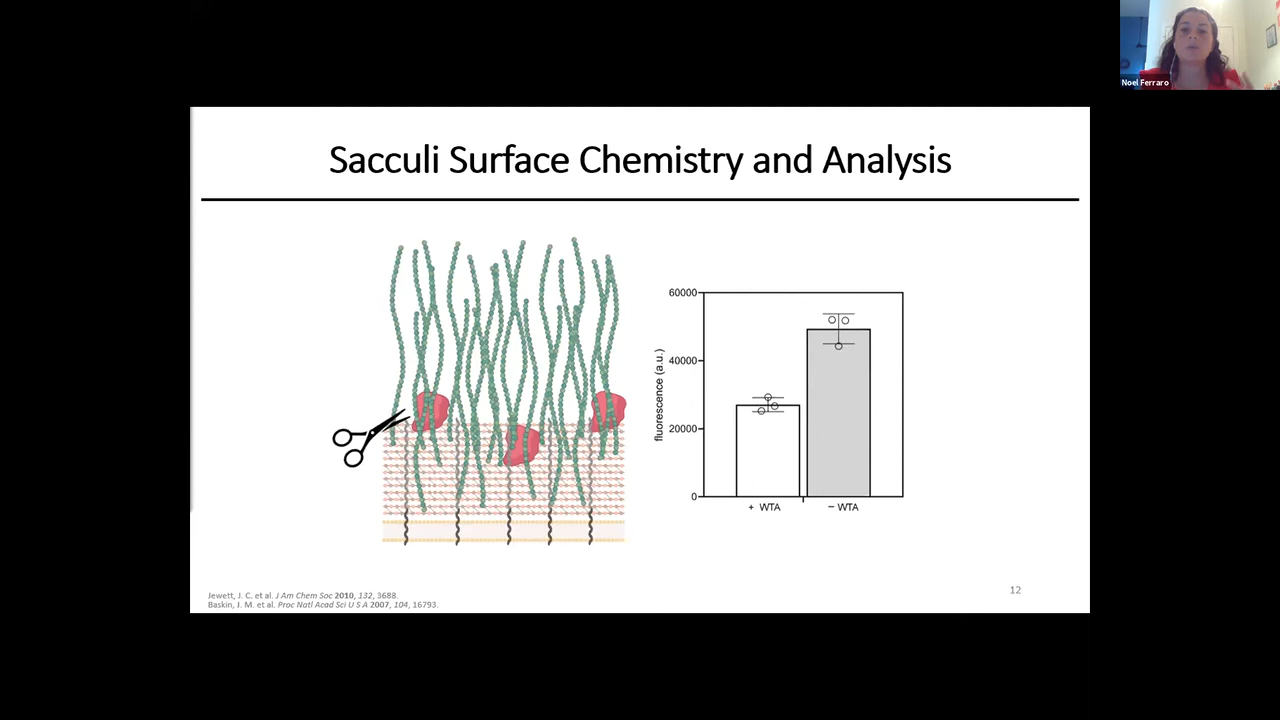 Noel Ferraro
Sacculi Surface Chemistry and Analysis
60000
40000
20000
0
fluorescence (a.u.)
+ WTA
− WTA
Jewett, J. C. et al. J Am Chem Soc 2010, 132, 3688.
Baskin, J. M. et al. Proc Natl Acad Sci U S A 2007, 104, 16793.
12